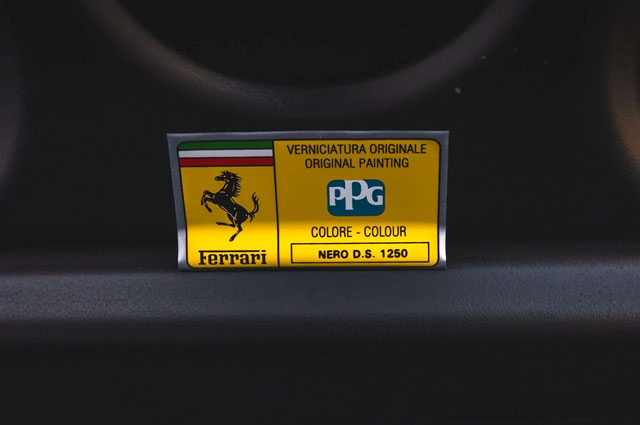 Ferrari
VERNICIATURA ORIGINALE
ORIGINAL PAINTING
PPG
COLORE - COLOUR
NERO D.S. 1250